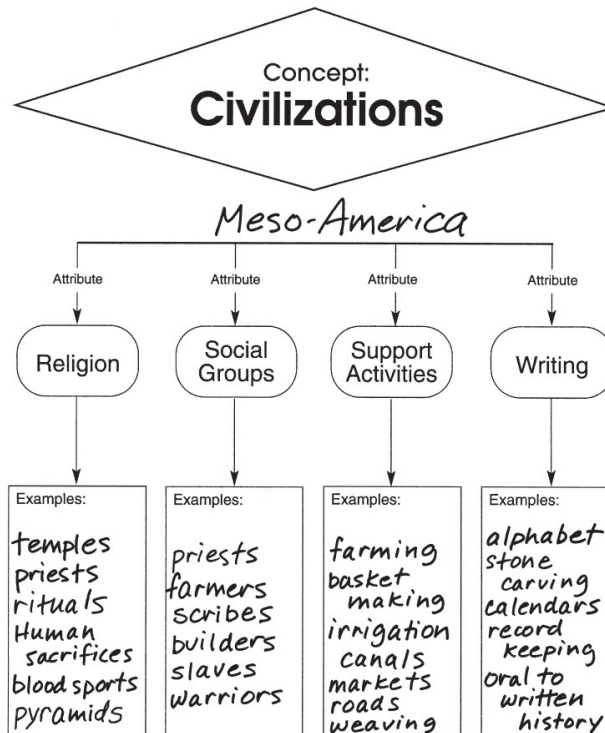 Concept:
Civilizations
Meso-America
Attribute
Attribute
Attribute
Attribute
Religion
Social
Groups
Support
Activities
Writing
Examples:
temples
priests
rituals
Human
sacrifices
blood sports
pyramids
Examples:
priests
farmers
scribes
builders
slaves
warriors
Examples:
farming
basket
making
irrigation
canals
markets
roads
weaving
Examples:
alphabet
stone
carving
calendars
record
keeping
oral to
written
history